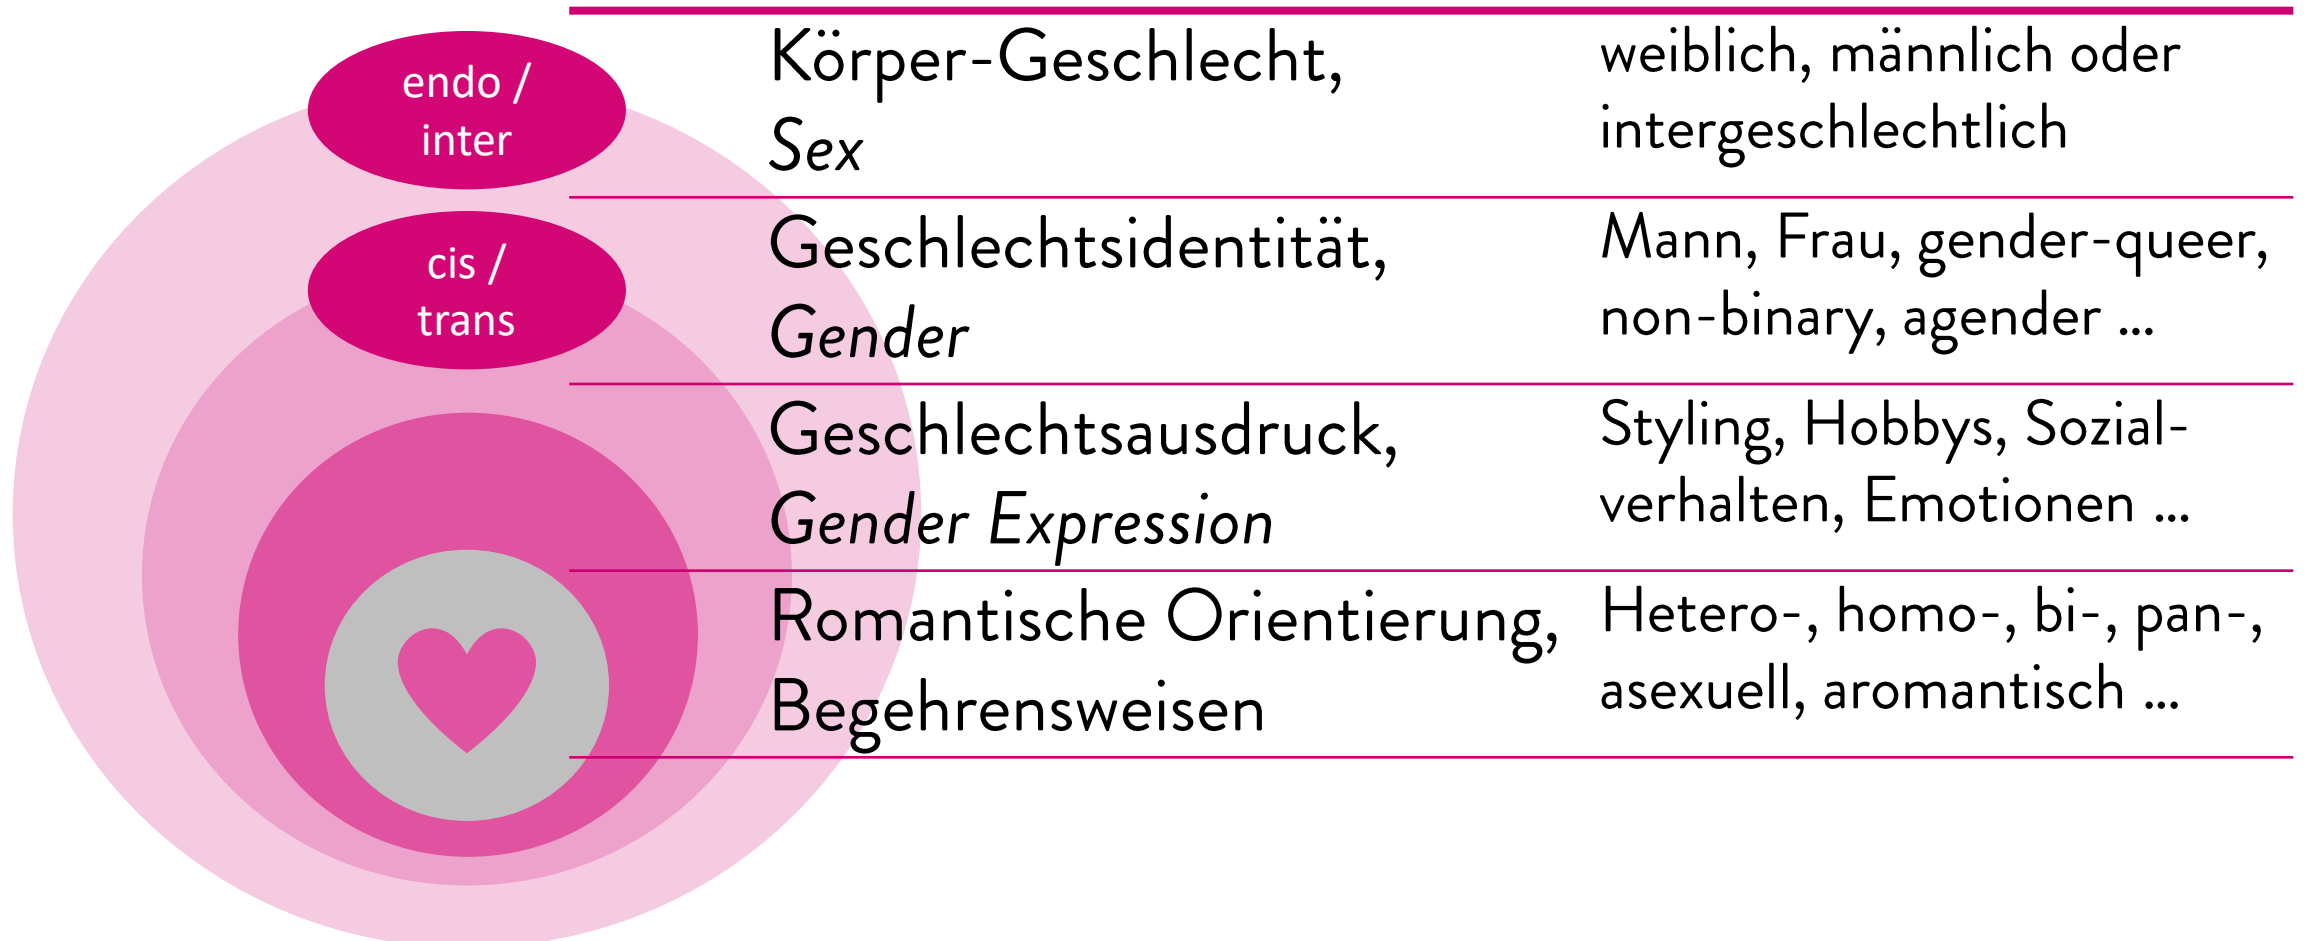 endo /
inter
Körper-Geschlecht,
Sex
weiblich, männlich oder
intergeschlechtlich
cis /
trans
Geschlechtsidentität,
Gender
Mann, Frau, gender-queer,
non-binary, agender ...
Geschlechtsausdruck,
Gender Expression
Styling, Hobbys, Sozial-
verhalten, Emotionen ...
Romantische Orientierung,
Begehrensweisen
Hetero-, homo-, bi-, pan-,
asexuell, aromantisch ...